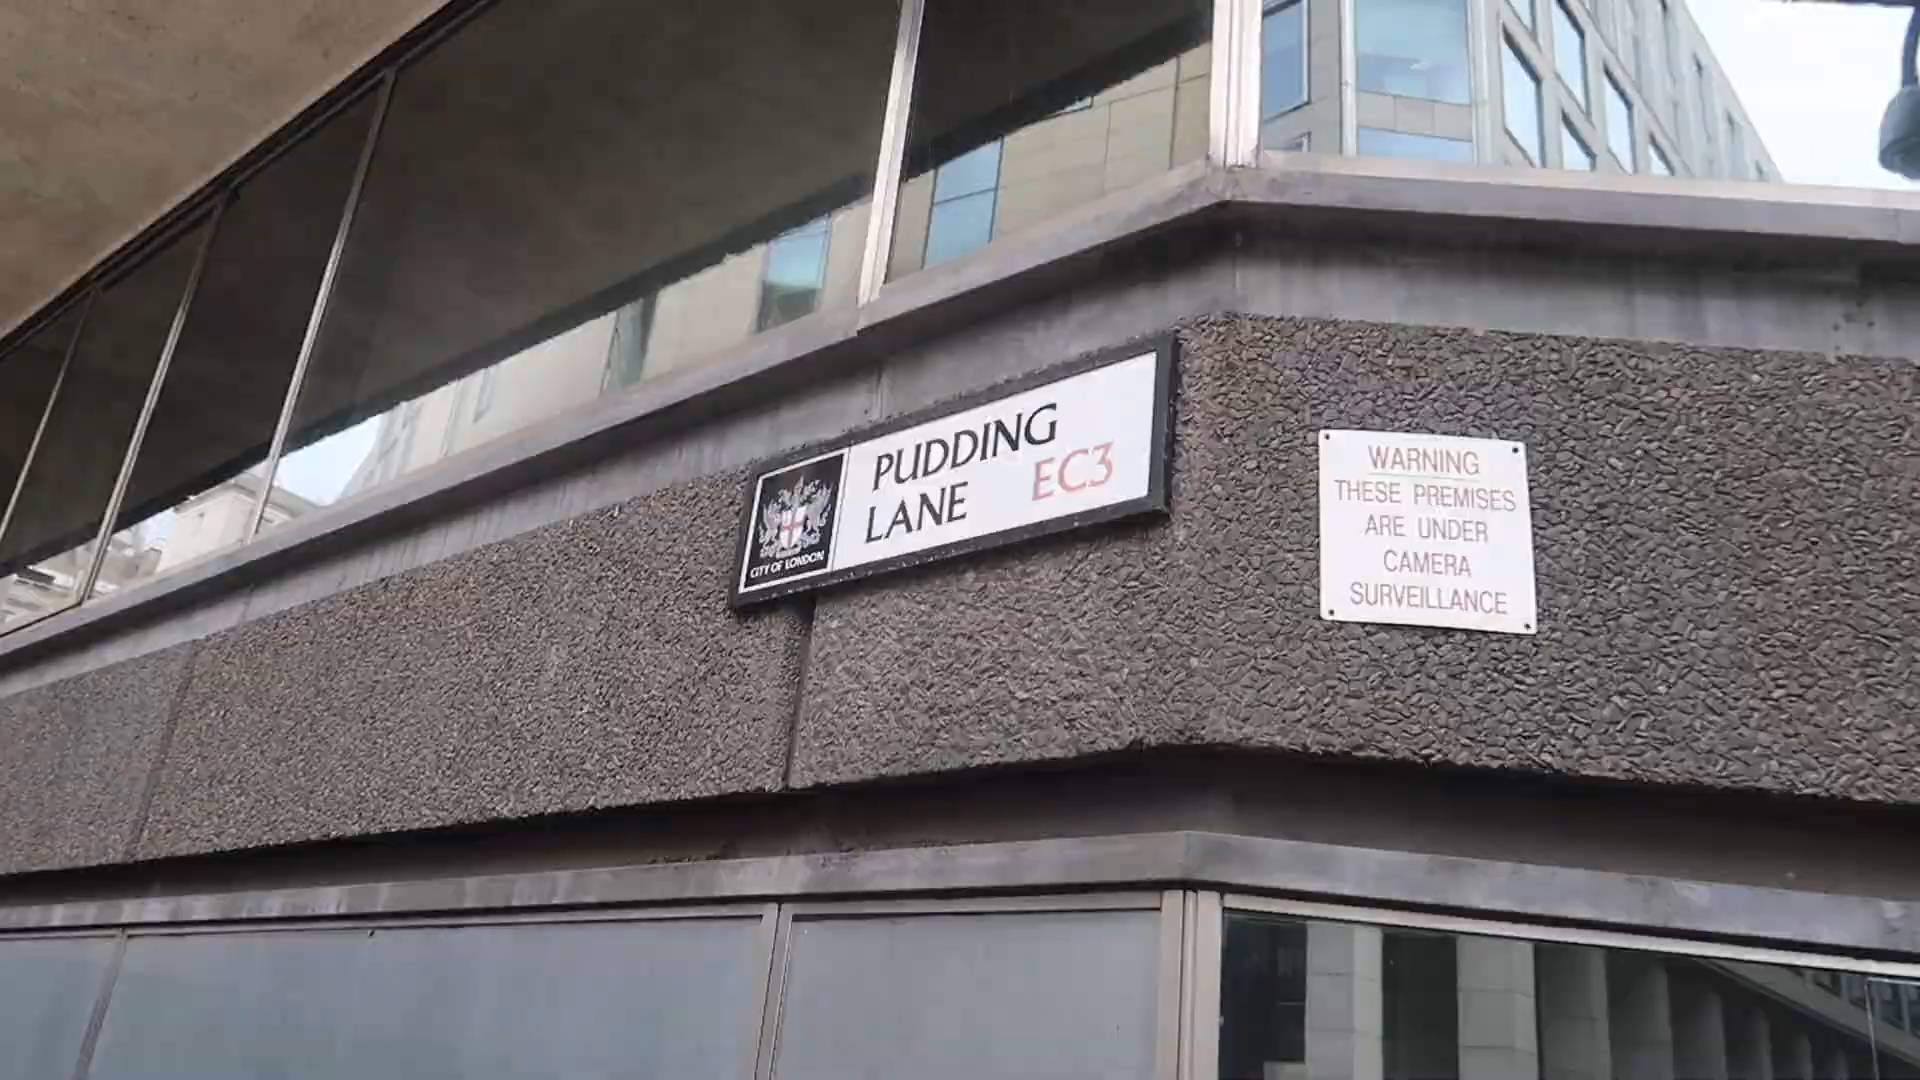 PUDDING
LANE EC3
CITY OF LONDON
WARNING
THESE PREMISES
ARE UNDER
CAMERA
SURVEILLANCE